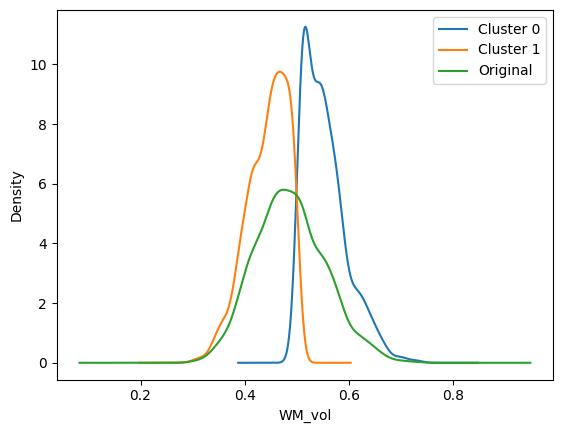 Cluster 0
Cluster 1
Original
10
8
6
4
2
0
Density
0.2 0.4 0.6 0.8
WM_vol